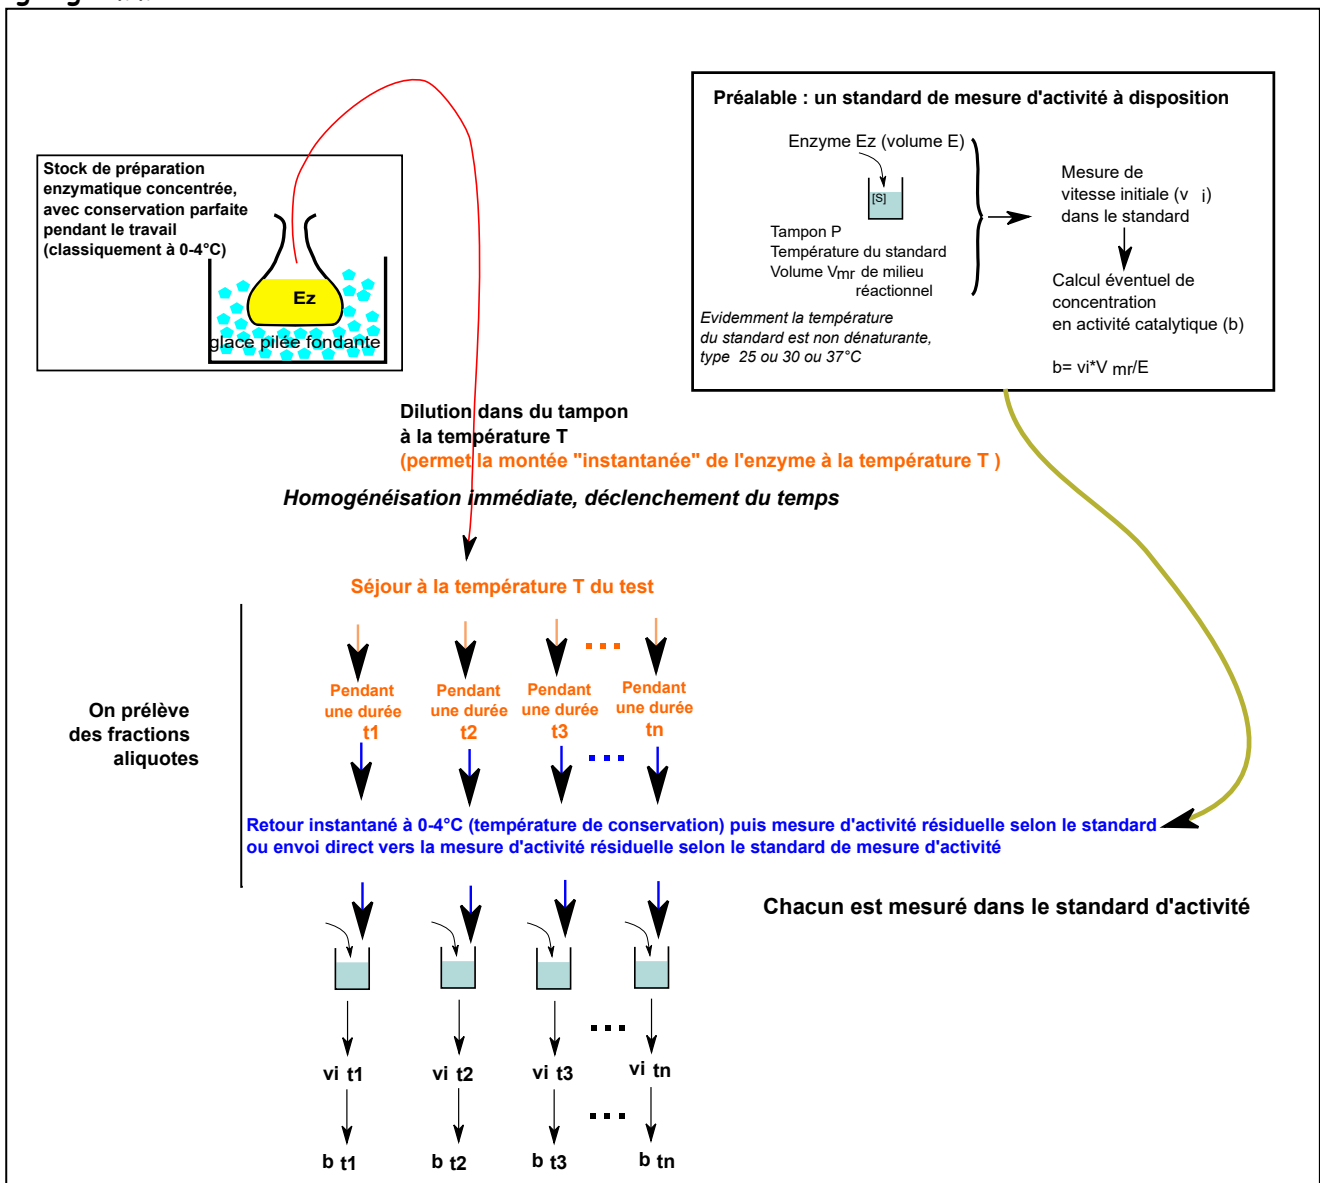 Stock de préparation
enzymatique concentrée,
avec conservation parfaite
pendant le travail
(classiquement à 0-4°C)
Ez
glace pilée fondante
Préalable : un standard de mesure d'activité à disposition
Enzyme Ez (volume E)
[S]
Tampon P
Température du standard
Volume Vmr de milieu
réactionnel
Evidemment la température
du standard est non dénaturante,
type 25 ou 30 ou 37°C
Mesure de
vitesse initiale (v i)
dans le standard
Calcul éventuel de
concentration
en activité catalytique (b)
b= vi*V mr/E
Dilution dans du tampon
à la température T
(permet la montée "instantanée" de l'enzyme à la température T )
Homogénéisation immédiate, déclenchement du temps
Séjour à la température T du test
On prélève
des fractions
aliquotes
Pendant
une durée
t1
Pendant
une durée
t2
Pendant
une durée
t3
Pendant
une durée
tn
Retour instantané à 0-4°C (température de conservation) puis mesure d'activité résiduelle selon le standard
ou envoi direct vers la mesure d'activité résiduelle selon le standard de mesure d'activité
Chacun est mesuré dans le standard d'activité
vi t1 vi t2 vi t3 vi tn
b t1 b t2 b t3 b tn